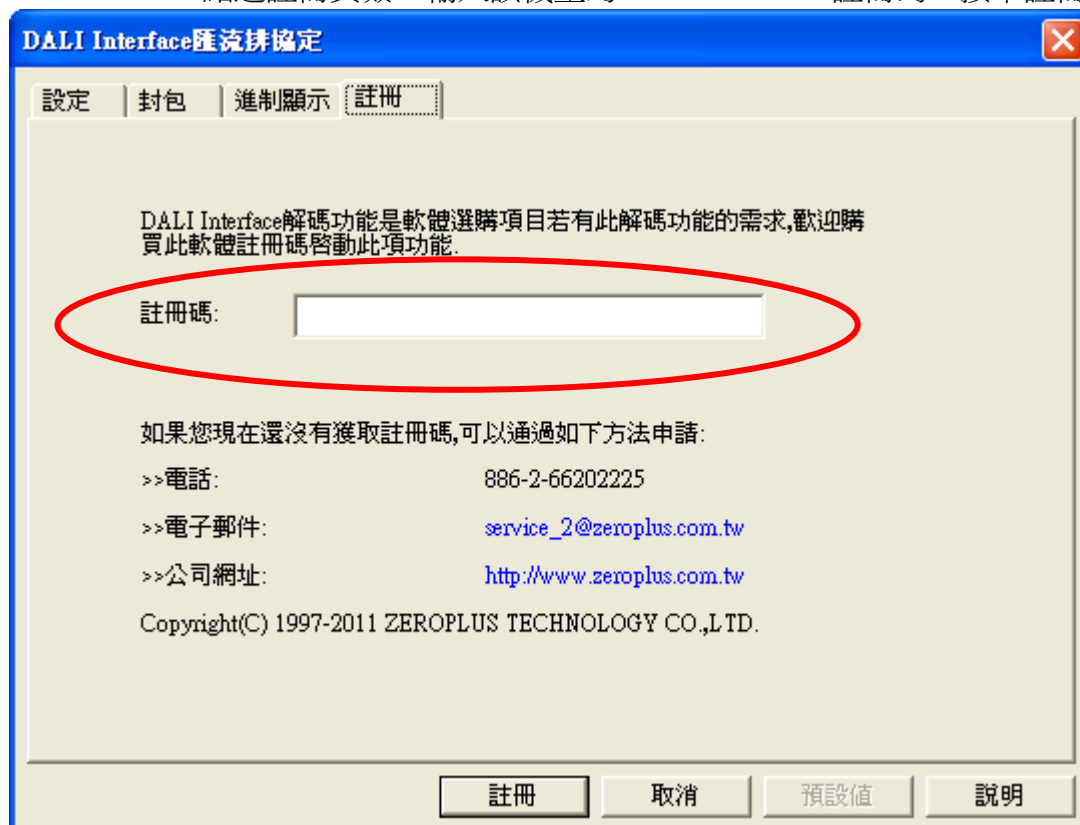 DALI Interface匯流排協定
設定 封包 進制顯示 註冊
DALI Interface解碼功能是軟體選購項目若有此解碼功能的需求,歡迎購
買此軟體註冊碼啓動此項功能.
註冊碼:
如果您現在還沒有獲取註冊碼,可以通過如下方法申請:
>>電話: 886-2-66202225
>>電子郵件: service_2@zeroplus.com.tw
>>公司網址: http://www.zeroplus.com.tw
Copyright(C) 1997-2011 ZEROPLUS TECHNOLOGY CO.,LTD.
註冊 取消 預設值 說明